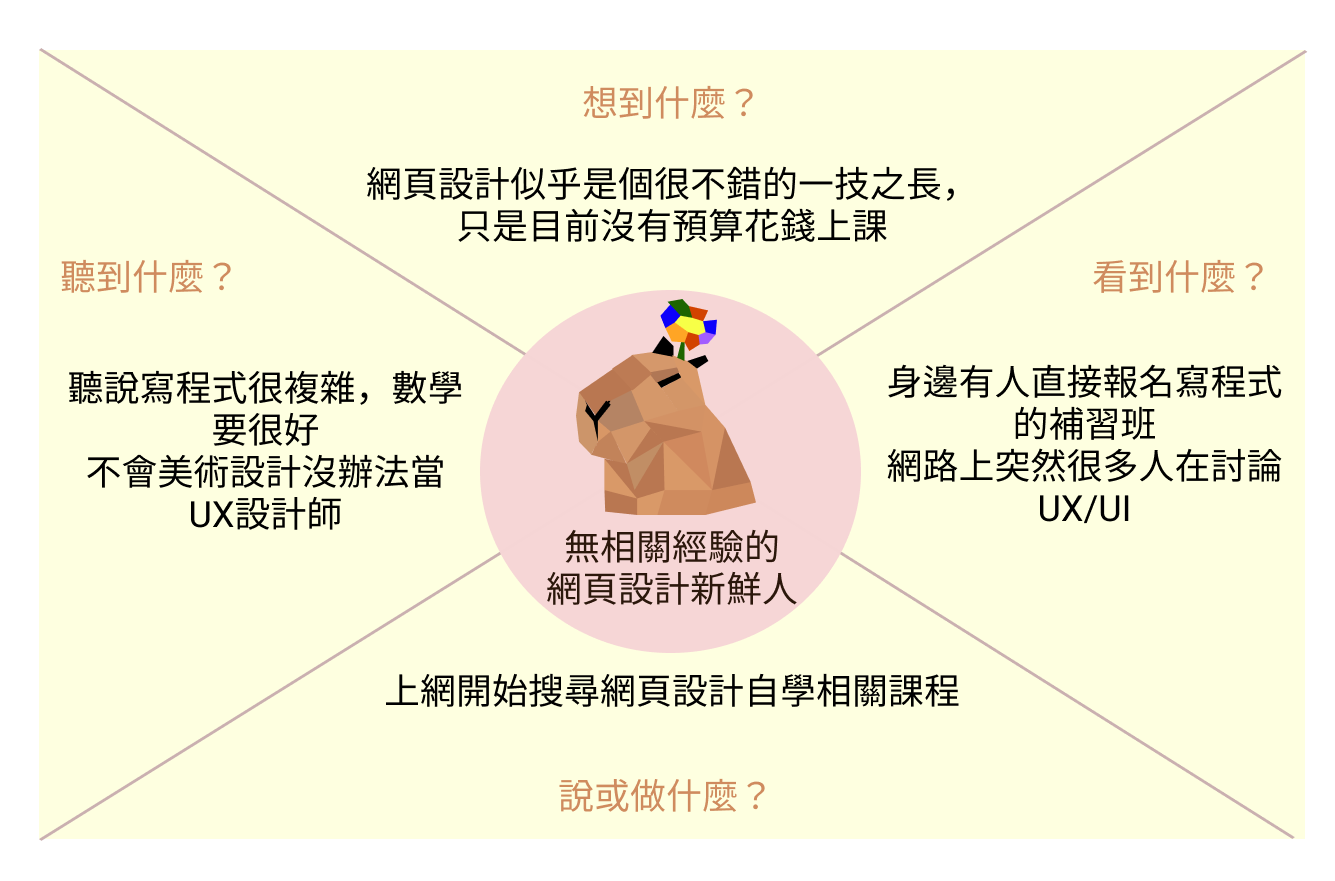 想到什麼？
網頁設計似乎是個很不錯的一技之長，
只是目前沒有預算花錢上課
聽到什麼？
聽說寫程式很複雜，數學
要很好
不會美術設計沒辦法當
UX設計師
看到什麼？
身邊有人直接報名寫程式
的補習班
網路上突然很多人在討論
UX/UI
無相關經驗的
網頁設計新鮮人
上網開始搜尋網頁設計自學相關課程
說或做什麼？